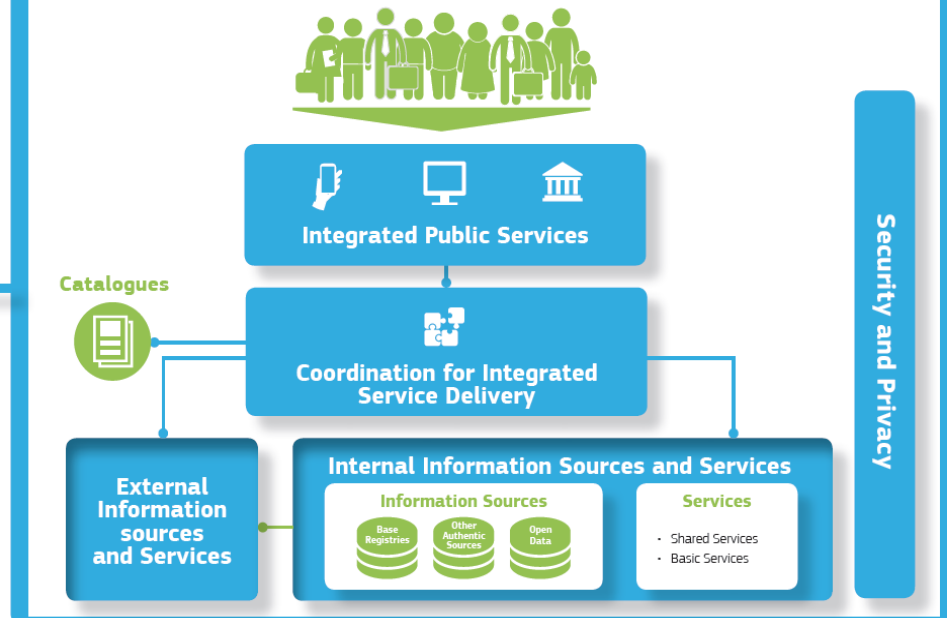 Integrated Public Services
Catalogues
Coordination for Integrated
Service Delivery
Security and Privacy
External
Information
sources
and Services
Internal Information Sources and Services
Information Sources
Base
Registries
Other
Authentic
Sources
Open
Data
Services
· Shared Services
· Basic Services